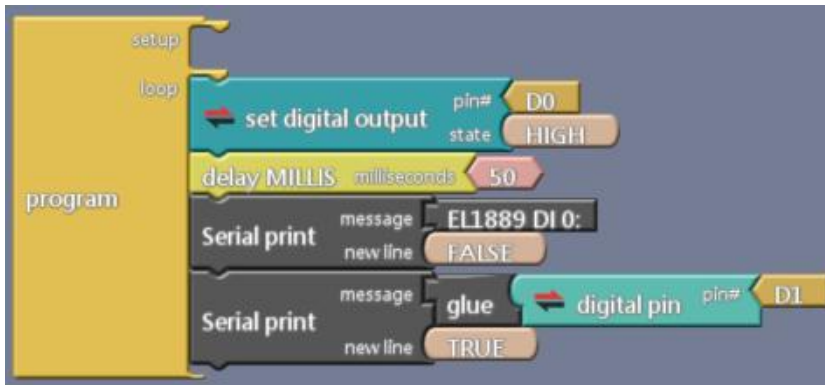 setup
loop
program
set digital output pin# D0
state HIGH
delay MILLIS milliseconds 50
Serial print message EL1889 DI 0:
new line FALSE
Serial print message glue digital pin pin# D1
new line TRUE